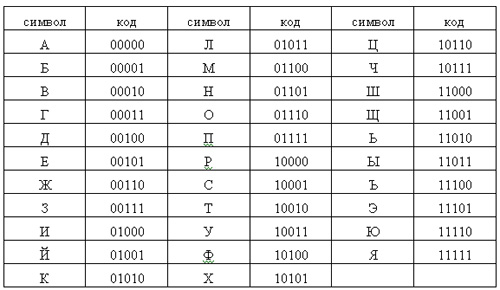 символ код символ код символ код
А 00000 Л 01011 Ц 10110
Б 00001 М 01100 Ч 10111
В 00010 Н 01101 Ш 11000
Г 00011 О 01110 Щ 11001
Д 00100 П 01111 Ь 11010
Е 00101 Р 10000 Ы 11011
Ж 00110 С 10001 Ъ 11100
З 00111 Т 10010 Э 11101
И 01000 У 10011 Ю 11110
Й 01001 Ф 10100 Я 11111
К 01010 Х 10101